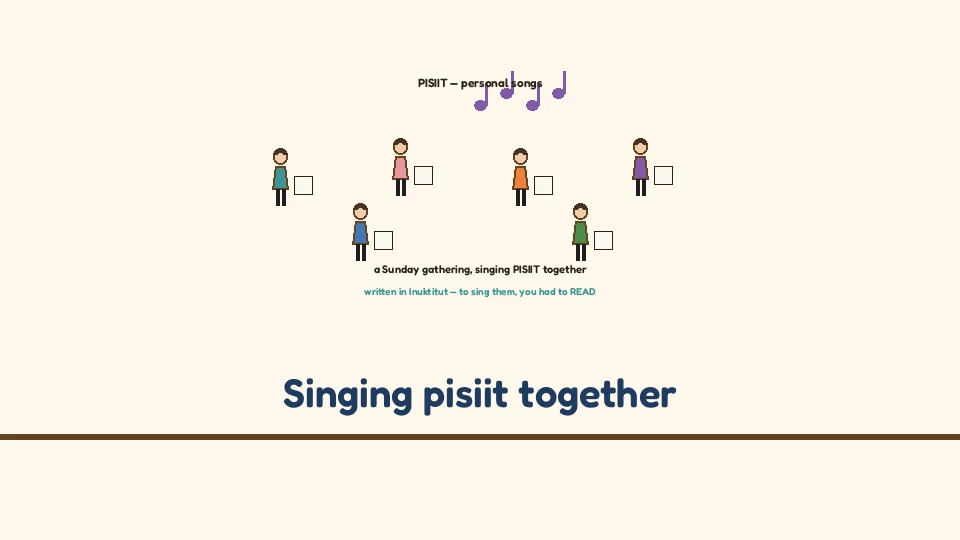 PISIIT — personal songs
a Sunday gathering, singing PISIIT together
written in Inuktitut — to sing them, you had to READ
Singing pisiit together